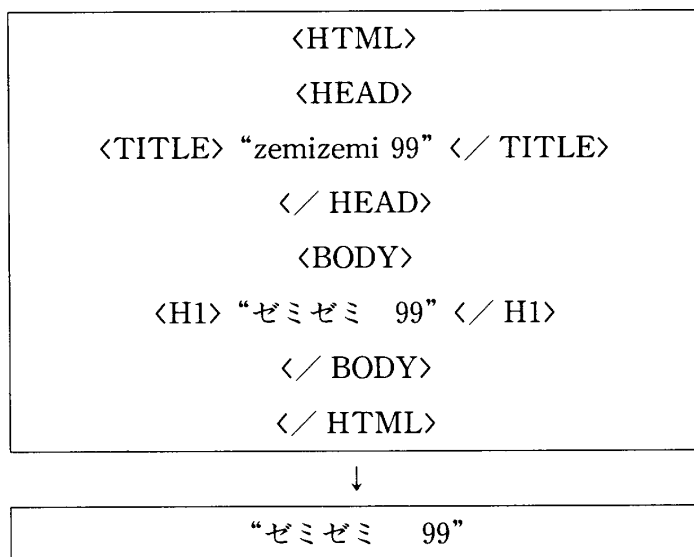 〈HTML〉
〈HEAD〉
〈TITLE〉 “zemizemi 99” 〈／ TITLE〉
〈／ HEAD〉
〈BODY〉
〈H1〉 “ゼミゼミ　99” 〈／ H1〉
〈／ BODY〉
〈／ HTML〉
↓
“ゼミゼミ　99”